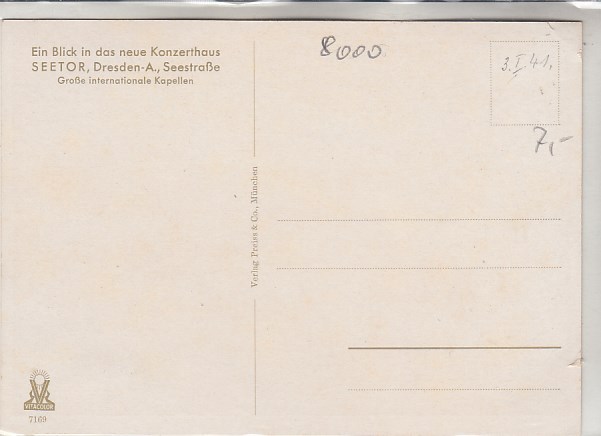 Ein Blick in das neue Konzerthaus
SEETOR, Dresden-A., Seestraße
Große internationale Kapellen
8000
3.I.41.
7,-
Verlag Preiss & Co., München
VITACOLOR
7169